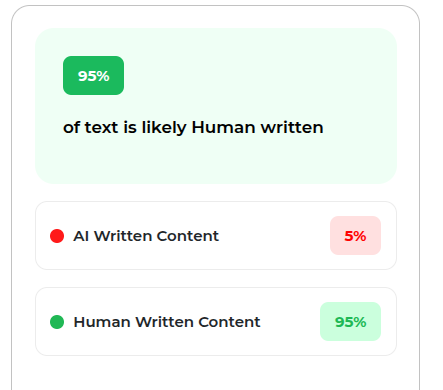 95%
of text is likely Human written
AI Written Content
5%
Human Written Content
95%